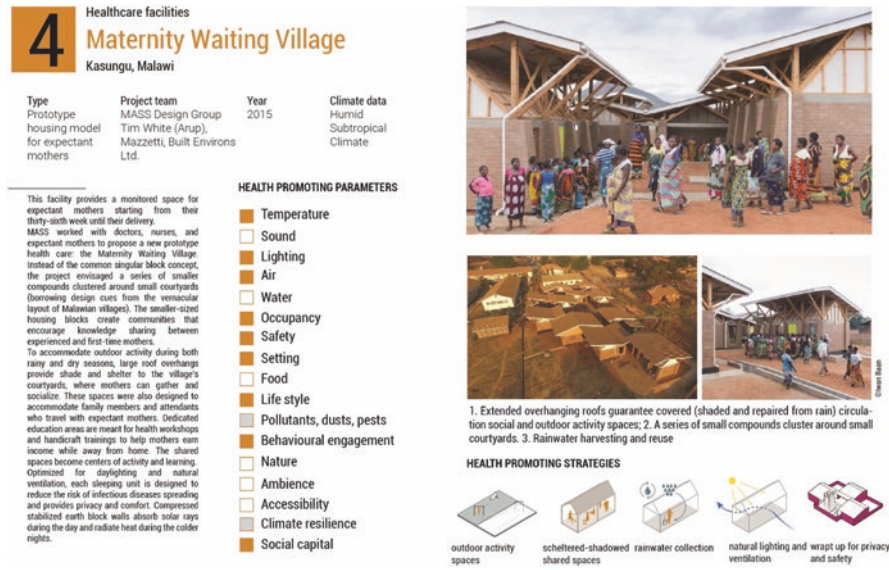 4
Healthcare facilities
Maternity Waiting Village
Kasungu, Malawi
Type
Prototype
housing model
for expectant
mothers
Project team
MASS Design Group
Tim White (Arup),
Mazzetti, Built Environs
Ltd.
Year
2015
Climate data
Humid
Subtropical
Climate
This facility provides a monitored space for
expectant mothers starting from their
thirty-sixth week until their delivery.
MASS worked with doctors, nurses, and
expectant mothers to propose a new prototype
health care: the Maternity Waiting Village.
Instead of the common singular block concept,
the project envisaged a series of smaller
compounds clustered around small courtyards
(borrowing design cues from the vernacular
layout of Malawian villages). The smaller-sized
housing blocks create communities that
encourage knowledge sharing between
experienced and first-time mothers.
To accommodate outdoor activity during both
rainy and dry seasons, large roof overhangs
provide shade and shelter to the village's
courtyards, where mothers can gather and
socialize. These spaces were also designed to
accommodate family members and attendants
who travel with expectant mothers. Dedicated
education areas are meant for health workshops
and handicraft trainings to help mothers earn
income while away from home. The shared
spaces become centers of activity and learning.
Optimized for daylighting and natural
ventilation, each sleeping unit is designed to
reduce the risk of infectious diseases spreading
and provides privacy and comfort. Compressed
stabilized earth block walls absorb solar rays
during the day and radiate heat during the colder
nights.
HEALTH PROMOTING PARAMETERS
Temperature
Sound
Lighting
Air
Water
Occupancy
Safety
Setting
Food
Life style
Pollutants, dusts, pests
Behavioural engagement
Nature
Ambience
Accessibility
Climate resilience
Social capital
©Iwan Baan
1. Extended overhanging roofs guarantee covered (shaded and repaired from rain) circula-
tion social and outdoor activity spaces; 2. A series of small compounds cluster around small
courtyards. 3. Rainwater harvesting and reuse
HEALTH PROMOTING STRATEGIES
outdoor activity
spaces
scheltered-shadowed
shared spaces
rainwater collection
natural lighting and
ventilation
wrapt up for privacy
and safety